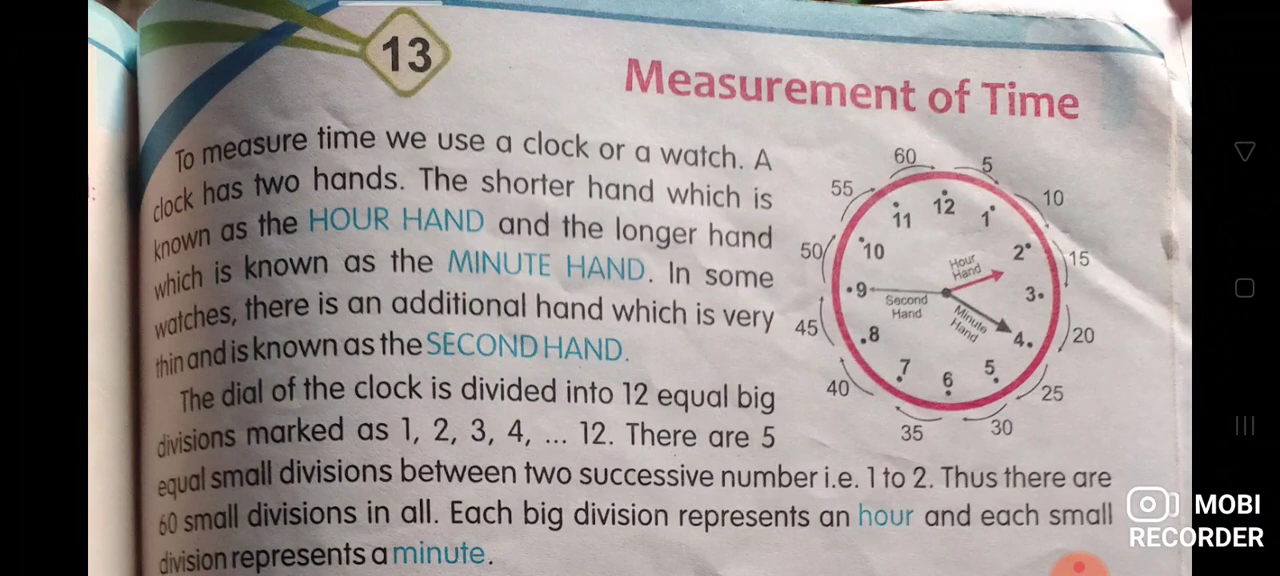 13
Measurement of Time
To measure time we use a clock or a watch. A
clock has two hands. The shorter hand which is
known as the HOUR HAND and the longer hand
which is known as the MINUTE HAND. In some
watches, there is an additional hand which is very
thin and is known as the SECOND HAND.
The dial of the clock is divided into 12 equal big
divisions marked as 1, 2, 3, 4, ... 12. There are 5
equal small divisions between two successive number i.e. 1 to 2. Thus there are
60 small divisions in all. Each big division represents an hour and each small
division represents a minute.
60
5
10
15
20
25
30
35
40
45
50
55
12
1
2
3
4
5
6
7
8
9
10
11
Hour
Hand
Second
Hand
Minute
Hand
MOBI
RECORDER